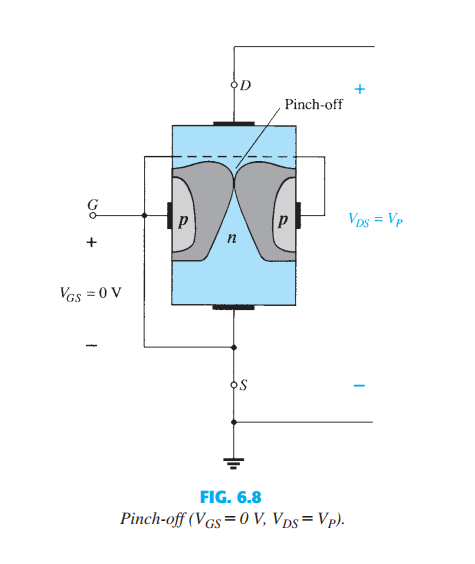 D
+
Pinch-off
G
p
p
V_DS = V_P
+
n
V_GS = 0 V
–
S
–
FIG. 6.8
Pinch-off (V_GS = 0 V, V_DS = V_P).